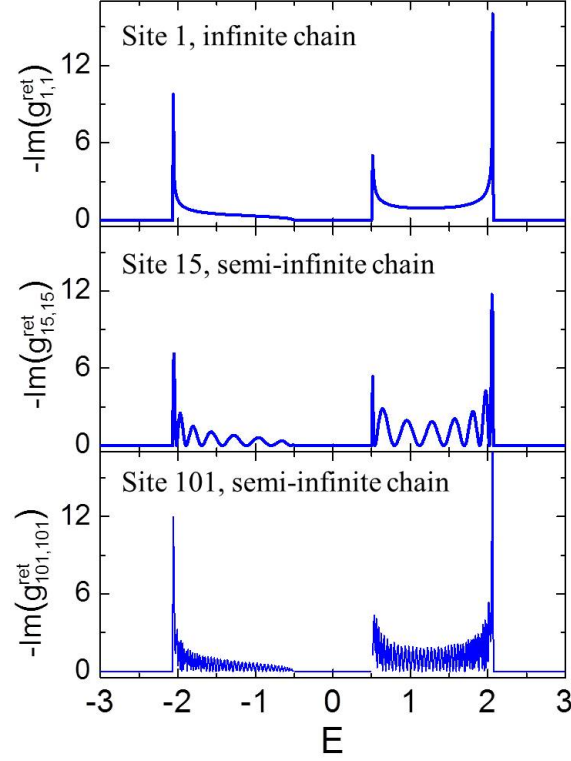 Site 1, infinite chain
-Im(g^ret_1,1)
12
6
0
Site 15, semi-infinite chain
-Im(g^ret_15,15)
12
6
0
Site 101, semi-infinite chain
-Im(g^ret_101,101)
12
6
0
-3 -2 -1 0 1 2 3
E